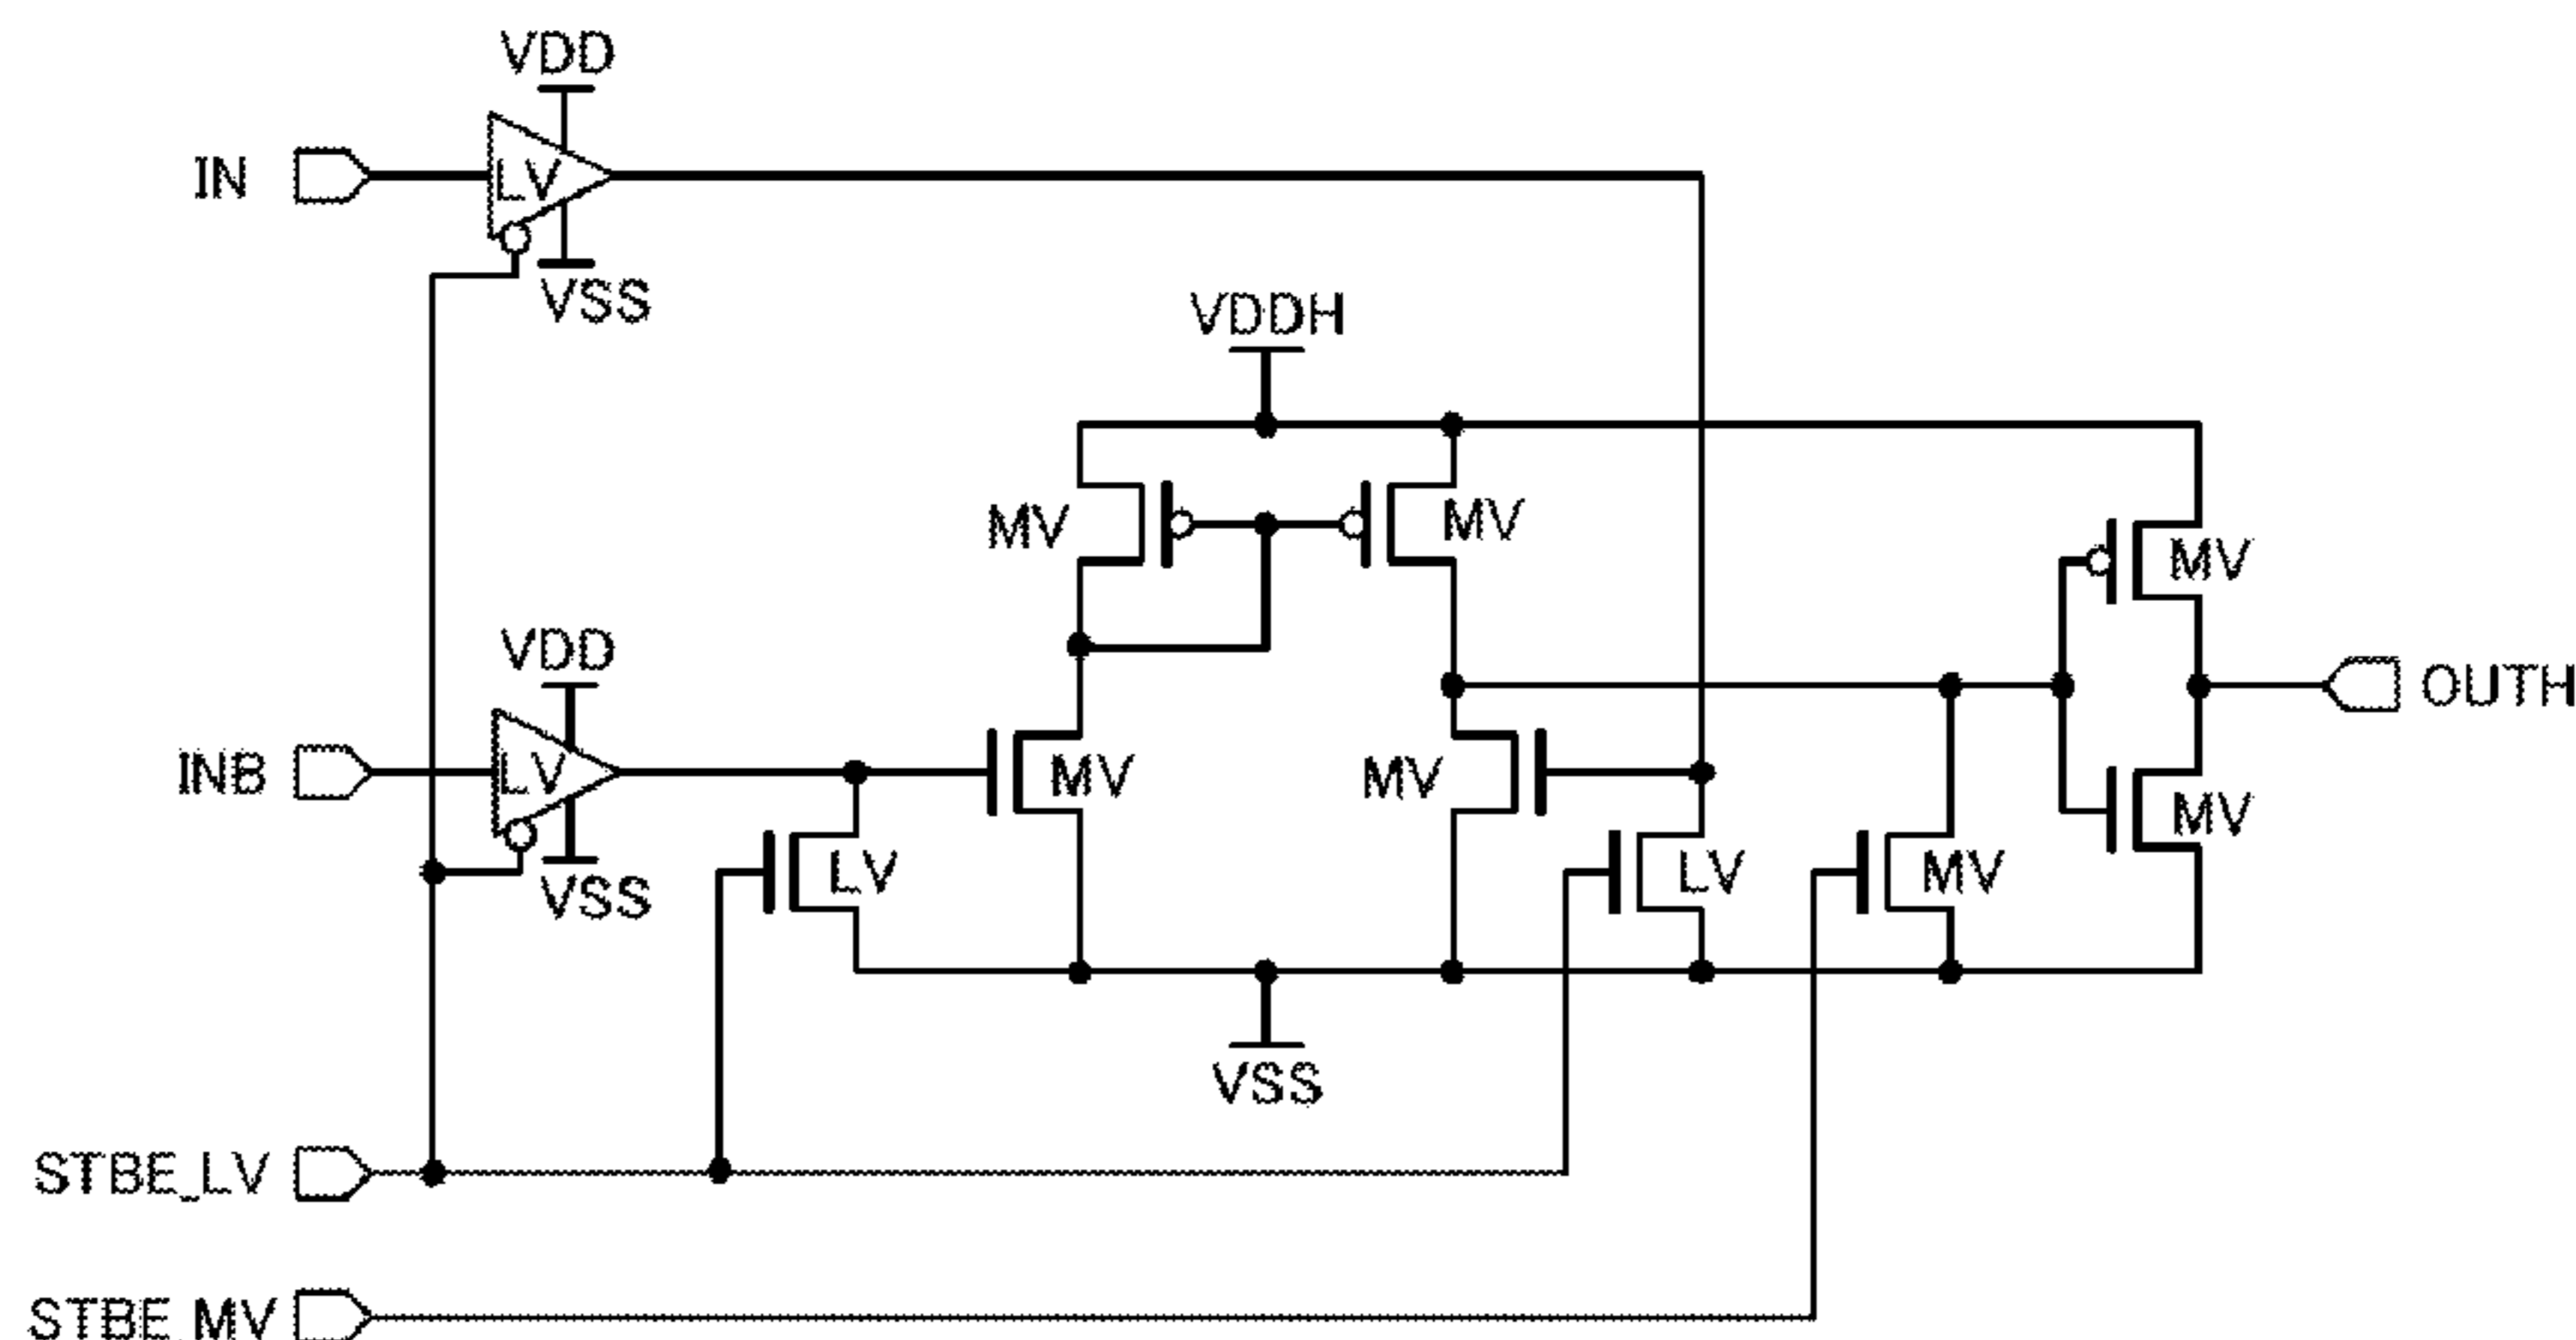 VDD
IN
LV
VSS
VDDH
MV
MV
MV
VDD
OUTH
INB
LV
MV
MV
MV
LV
LV
MV
VSS
VSS
STBE_LV
STBE_MV